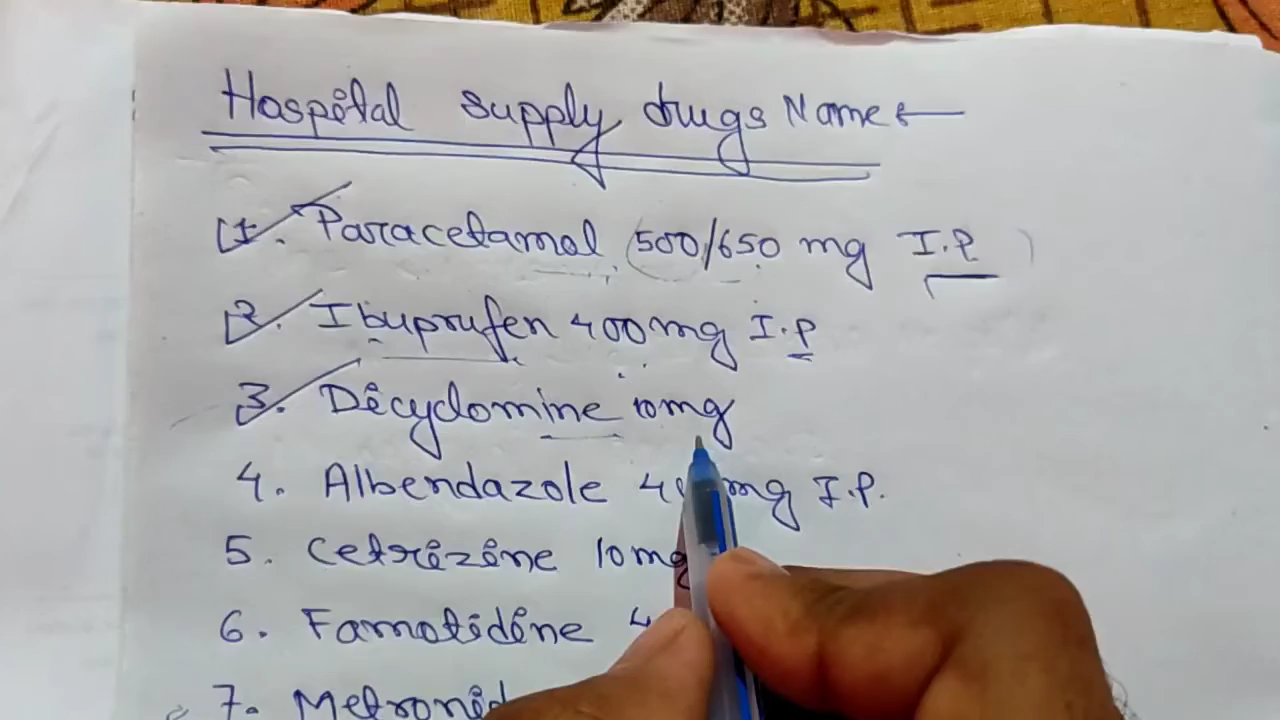 Hospital supply drugs Name ←
1. Paracetamol (500/650 mg I.P)
2. Ibuprufen 400mg I.P
3. Dicyclomine 10mg
4. Albendazole mg I.P.
5. Cetrizine 10mg
6. Famotidine
7.